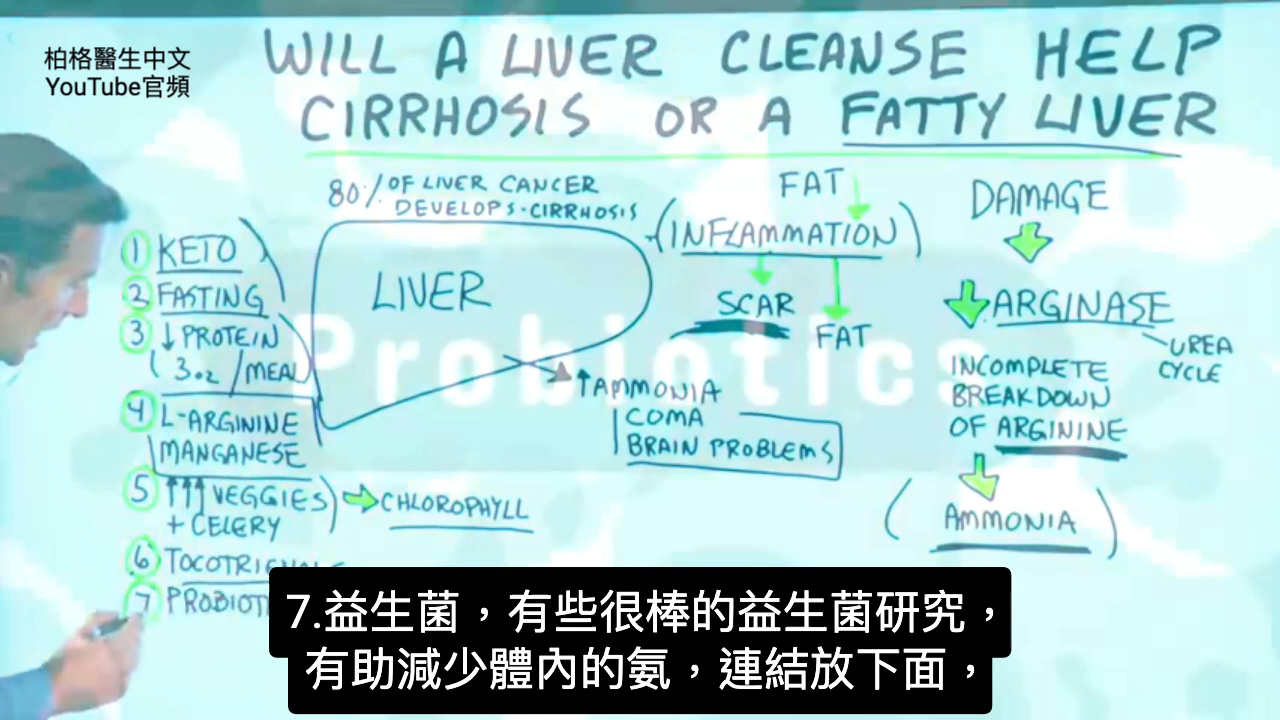 柏格醫生中文
YouTube官頻
WILL A LIVER CLEANSE HELP
CIRRHOSIS OR A FATTY LIVER
80% OF LIVER CANCER
DEVELOPS-CIRRHOSIS
① KETO
② FASTING
③ ↓ PROTEIN
3oz/MEAL
④ L-ARGININE
MANGANESE
⑤ ↑↑↑ VEGGIES → CHLOROPHYLL
+ CELERY
⑥
⑦
LIVER
↑ AMMONIA
COMA
BRAIN PROBLEMS
FAT ↓
(INFLAMMATION)
SCAR
FAT
DAMAGE
↓ ARGINASE
UREA
CYCLE
INCOMPLETE
BREAKDOWN
OF ARGININE
(AMMONIA)
Probiotics
7.益生菌，有些很棒的益生菌研究，
有助減少體內的氨，連結放下面，